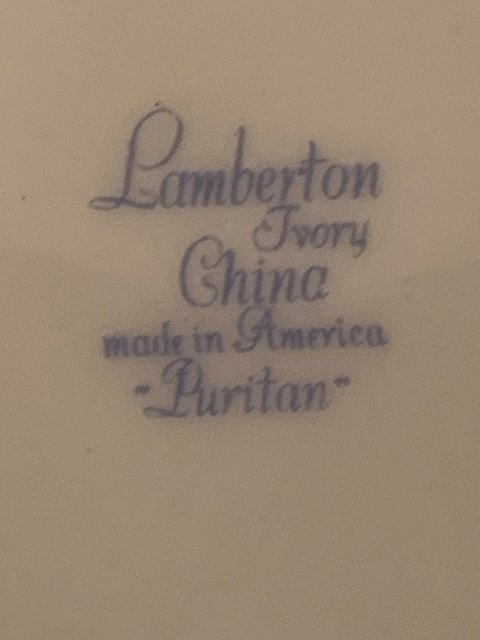 Lamberton
Ivory
China
made in America
-Puritan-